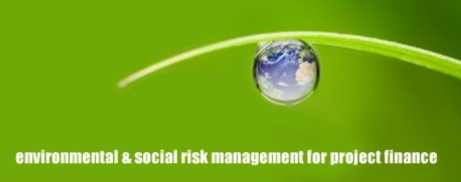 environmental & social risk management for project finance